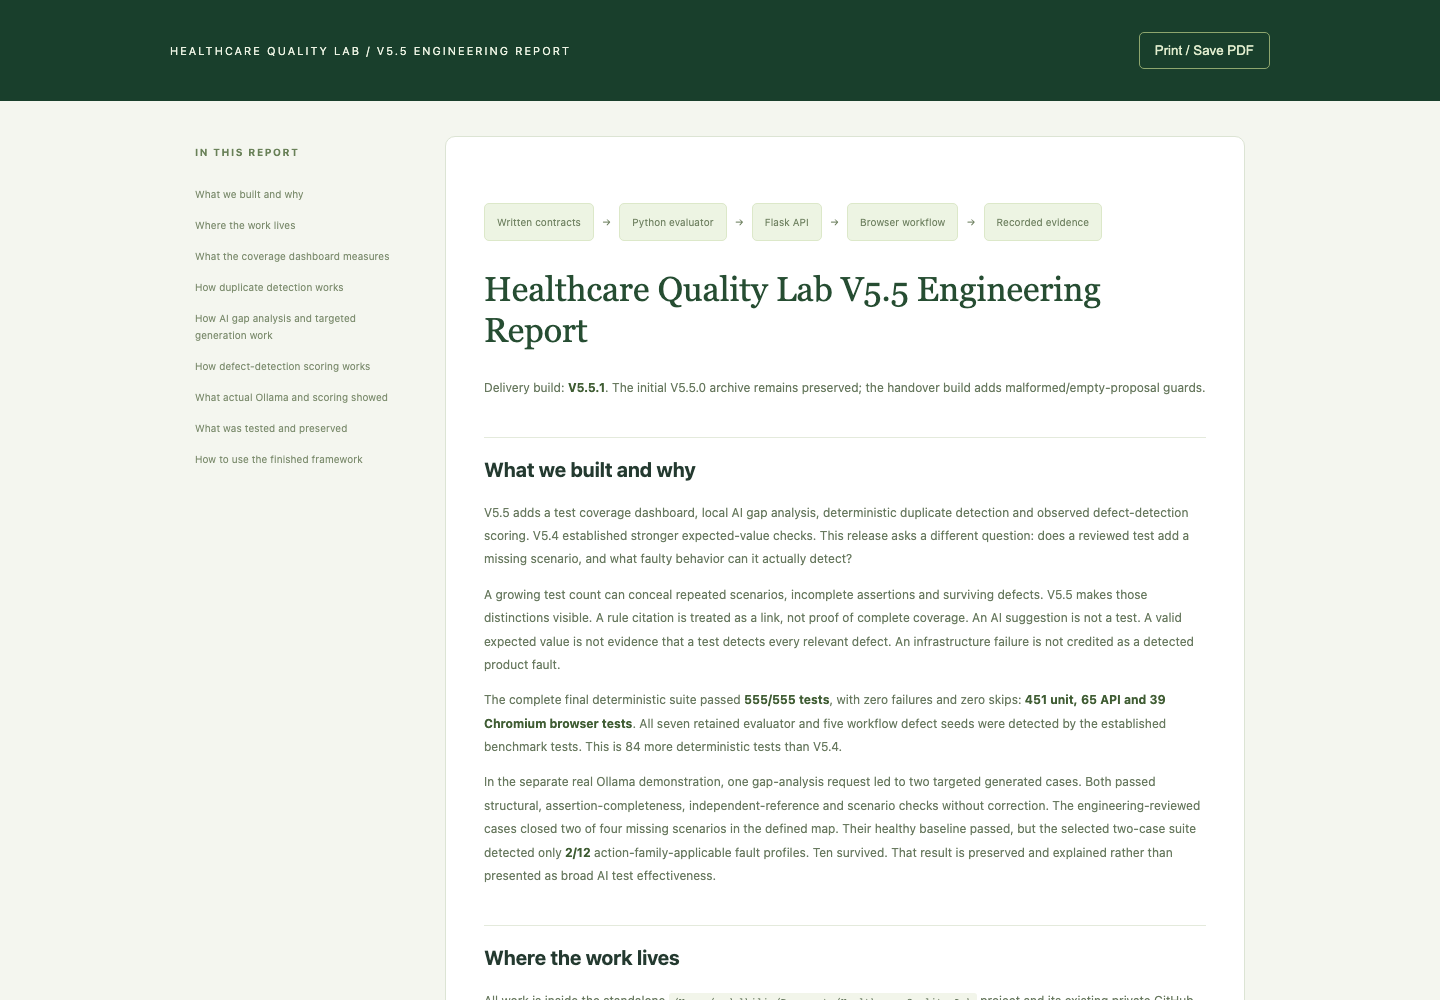 HEALTHCARE QUALITY LAB / V5.5 ENGINEERING REPORT
Print / Save PDF
IN THIS REPORT
What we built and why
Where the work lives
What the coverage dashboard measures
How duplicate detection works
How AI gap analysis and targeted
generation work
How defect-detection scoring works
What actual Ollama and scoring showed
What was tested and preserved
How to use the finished framework
Written contracts → Python evaluator → Flask API → Browser workflow → Recorded evidence
Healthcare Quality Lab V5.5 Engineering
Report
Delivery build: V5.5.1. The initial V5.5.0 archive remains preserved; the handover build adds malformed/empty-proposal guards.
What we built and why
V5.5 adds a test coverage dashboard, local AI gap analysis, deterministic duplicate detection and observed defect-detection
scoring. V5.4 established stronger expected-value checks. This release asks a different question: does a reviewed test add a
missing scenario, and what faulty behavior can it actually detect?
A growing test count can conceal repeated scenarios, incomplete assertions and surviving defects. V5.5 makes those
distinctions visible. A rule citation is treated as a link, not proof of complete coverage. An AI suggestion is not a test. A valid
expected value is not evidence that a test detects every relevant defect. An infrastructure failure is not credited as a detected
product fault.
The complete final deterministic suite passed 555/555 tests, with zero failures and zero skips: 451 unit, 65 API and 39
Chromium browser tests. All seven retained evaluator and five workflow defect seeds were detected by the established
benchmark tests. This is 84 more deterministic tests than V5.4.
In the separate real Ollama demonstration, one gap-analysis request led to two targeted generated cases. Both passed
structural, assertion-completeness, independent-reference and scenario checks without correction. The engineering-reviewed
cases closed two of four missing scenarios in the defined map. Their healthy baseline passed, but the selected two-case suite
detected only 2/12 action-family-applicable fault profiles. Ten survived. That result is preserved and explained rather than
presented as broad AI test effectiveness.
Where the work lives
All work is inside the standalone project and its existing private GitHub